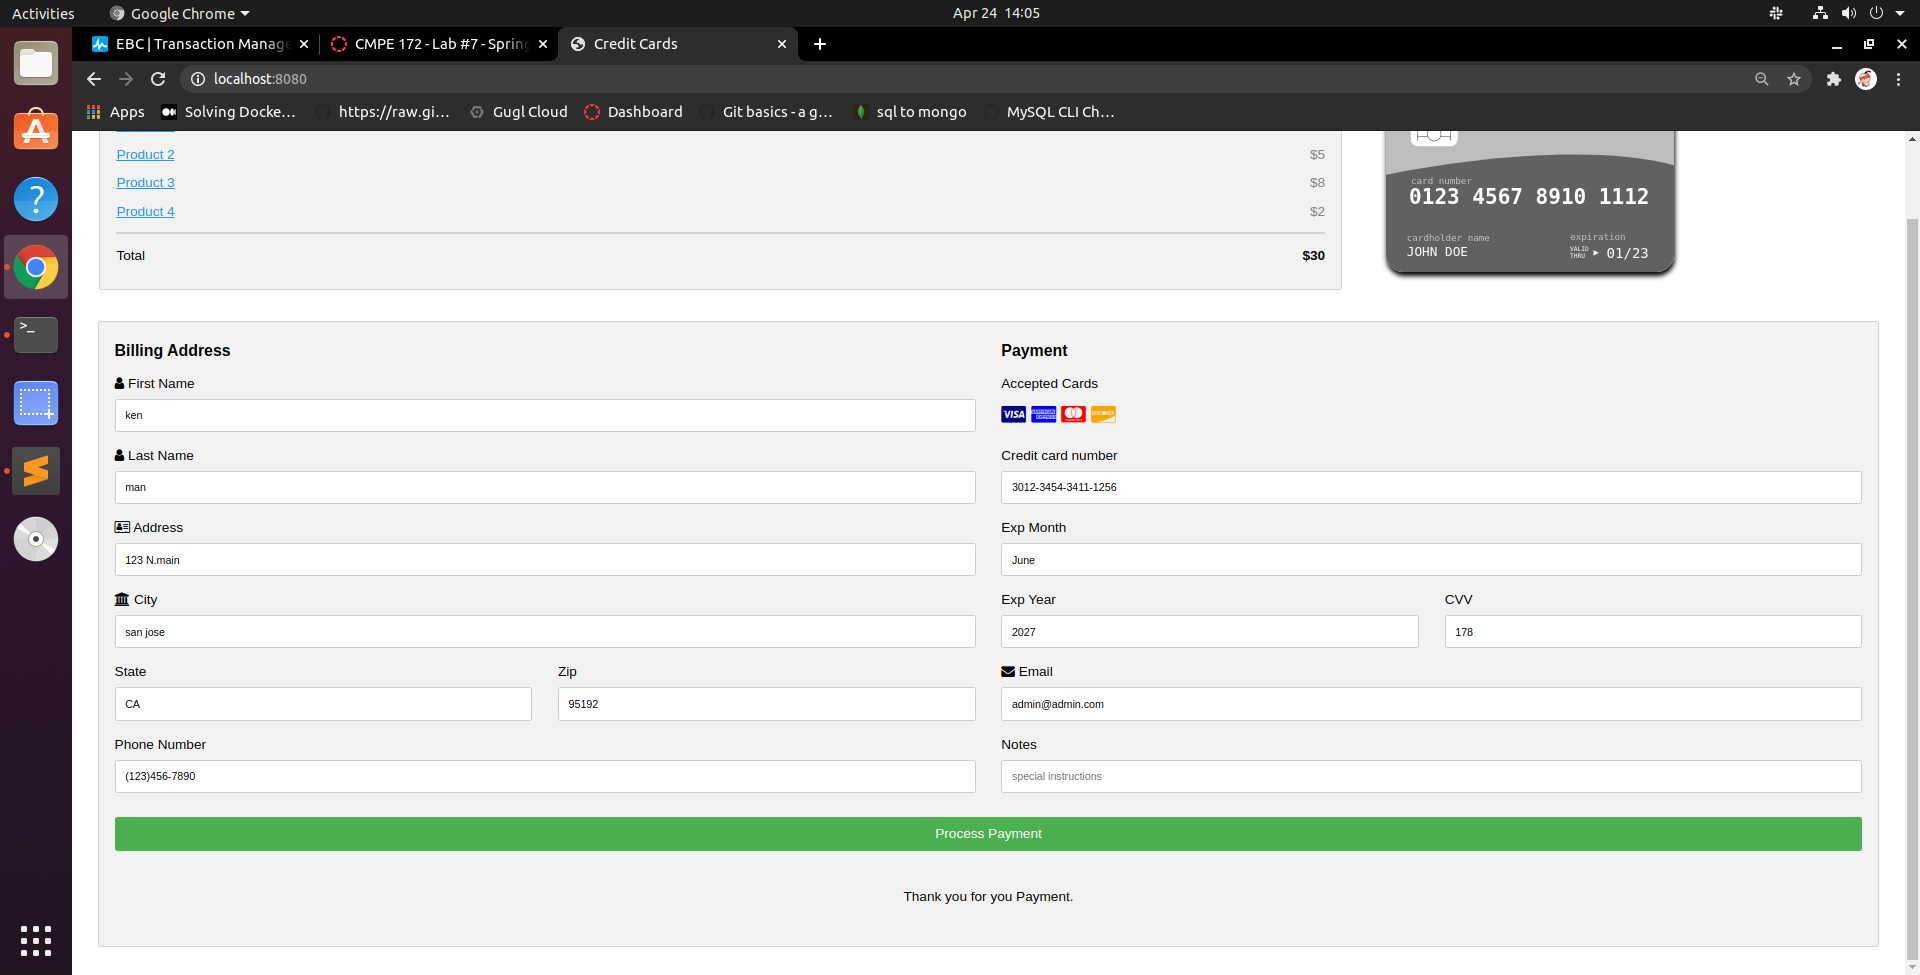 Activities
Google Chrome
Apr 24 14:05
EBC | Transaction Manage
CMPE 172 - Lab #7 - Spring
Credit Cards
localhost:8080
Apps
Solving Docke...
https://raw.gi...
Gugl Cloud
Dashboard
Git basics - a g...
sql to mongo
MySQL CLI Ch...
Product 2 $5
Product 3 $8
Product 4 $2
Total $30
card number
0123 4567 8910 1112
cardholder name
JOHN DOE
expiration
VALID THRU 01/23
Billing Address
First Name
ken
Last Name
man
Address
123 N.main
City
san jose
State
CA
Zip
95192
Phone Number
(123)456-7890
Payment
Accepted Cards
VISA
DISCOVER
Credit card number
3012-3454-3411-1256
Exp Month
June
Exp Year
2027
CVV
178
Email
admin@admin.com
Notes
special instructions
Process Payment
Thank you for you Payment.